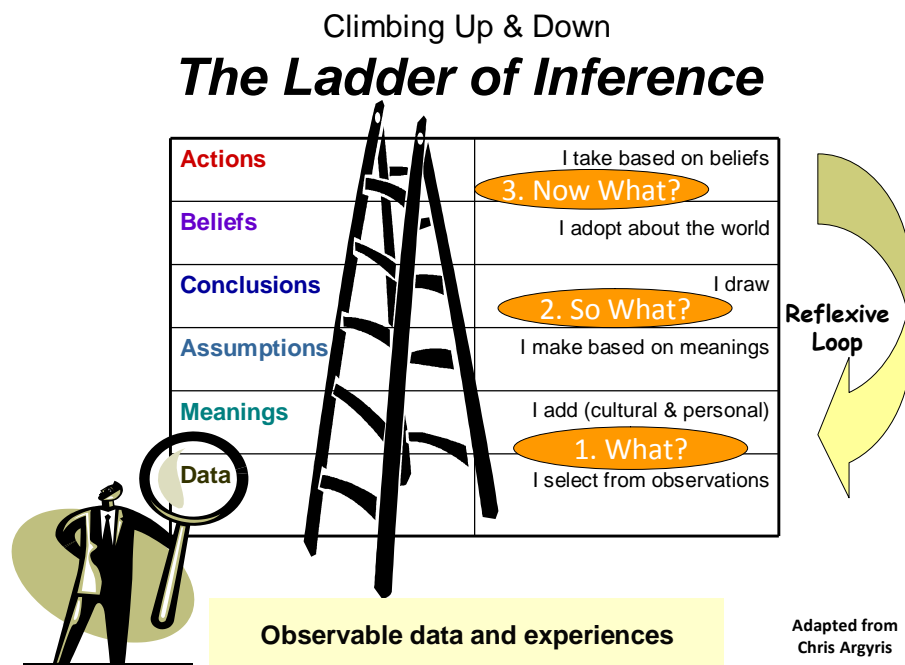 Climbing Up & Down
The Ladder of Inference
Actions
I take based on beliefs
3. Now What?
Beliefs
I adopt about the world
Conclusions
I draw
2. So What?
Assumptions
I make based on meanings
Meanings
I add (cultural & personal)
1. What?
Data
I select from observations
Reflexive
Loop
Observable data and experiences
Adapted from
Chris Argyris